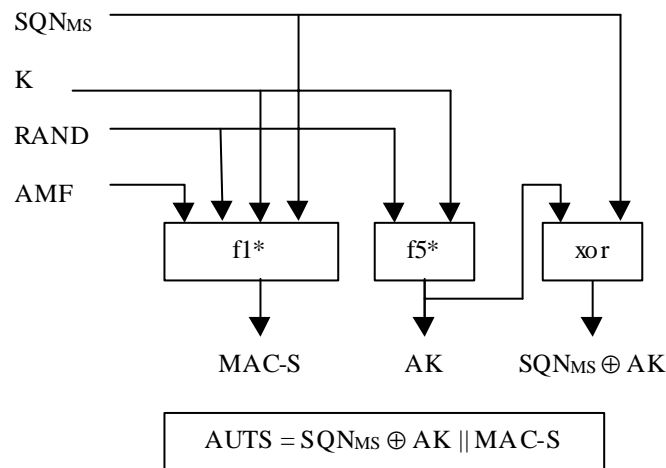 SQNMS
K
RAND
AMF
f1* f5* xor
MAC-S AK SQNMS ⊕ AK
AUTS = SQNMS ⊕ AK || MAC-S